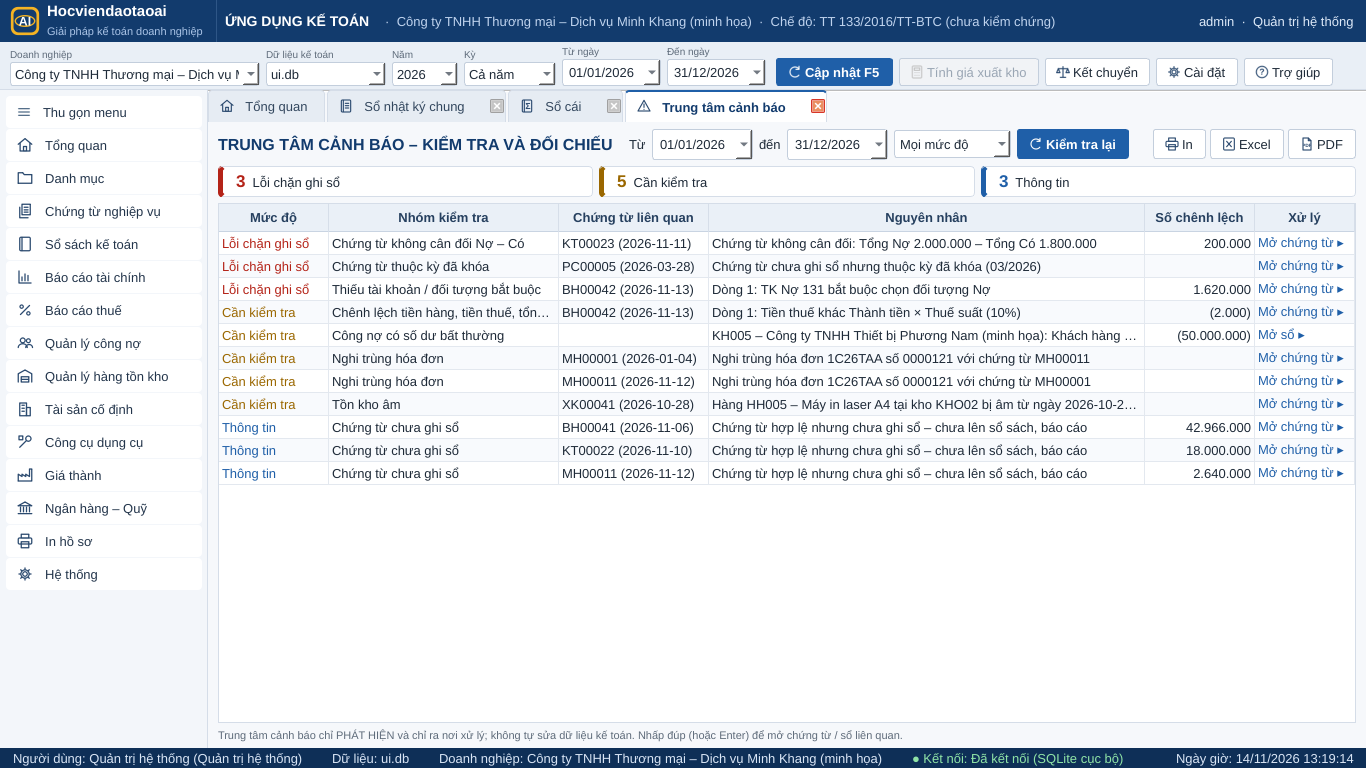 Hocviendaotaoai
Giải pháp kế toán doanh nghiệp
ỨNG DỤNG KẾ TOÁN · Công ty TNHH Thương mại – Dịch vụ Minh Khang (minh họa) · Chế độ: TT 133/2016/TT-BTC (chưa kiểm chứng)
admin · Quản trị hệ thống
Doanh nghiệp Dữ liệu kế toán Năm Kỳ Từ ngày Đến ngày
Công ty TNHH Thương mại – Dịch vụ ui.db 2026 Cả năm 01/01/2026 31/12/2026 Cập nhật F5 Tính giá xuất kho Kết chuyển Cài đặt Trợ giúp
Thu gọn menu
Tổng quan
Danh mục
Chứng từ nghiệp vụ
Sổ sách kế toán
Báo cáo tài chính
Báo cáo thuế
Quản lý công nợ
Quản lý hàng tồn kho
Tài sản cố định
Công cụ dụng cụ
Giá thành
Ngân hàng – Quỹ
In hồ sơ
Hệ thống
Tổng quan Sổ nhật ký chung Sổ cái Trung tâm cảnh báo
TRUNG TÂM CẢNH BÁO – KIỂM TRA VÀ ĐỐI CHIẾU Từ 01/01/2026 đến 31/12/2026 Mọi mức độ Kiểm tra lại In Excel PDF
3 Lỗi chặn ghi sổ 5 Cần kiểm tra 3 Thông tin
Mức độ Nhóm kiểm tra Chứng từ liên quan Nguyên nhân Số chênh lệch Xử lý
Lỗi chặn ghi sổ Chứng từ không cân đối Nợ – Có KT00023 (2026-11-11) Chứng từ không cân đối: Tổng Nợ 2.000.000 – Tổng Có 1.800.000 200.000 Mở chứng từ ▸
Lỗi chặn ghi sổ Chứng từ thuộc kỳ đã khóa PC00005 (2026-03-28) Chứng từ chưa ghi sổ nhưng thuộc kỳ đã khóa (03/2026) Mở chứng từ ▸
Lỗi chặn ghi sổ Thiếu tài khoản / đối tượng bắt buộc BH00042 (2026-11-13) Dòng 1: TK Nợ 131 bắt buộc chọn đối tượng Nợ 1.620.000 Mở chứng từ ▸
Cần kiểm tra Chênh lệch tiền hàng, tiền thuế, tổn… BH00042 (2026-11-13) Dòng 1: Tiền thuế khác Thành tiền × Thuế suất (10%) (2.000) Mở chứng từ ▸
Cần kiểm tra Công nợ có số dư bất thường KH005 – Công ty TNHH Thiết bị Phương Nam (minh họa): Khách hàng … (50.000.000) Mở sổ ▸
Cần kiểm tra Nghi trùng hóa đơn MH00001 (2026-01-04) Nghi trùng hóa đơn 1C26TAA số 0000121 với chứng từ MH00011 Mở chứng từ ▸
Cần kiểm tra Nghi trùng hóa đơn MH00011 (2026-11-12) Nghi trùng hóa đơn 1C26TAA số 0000121 với chứng từ MH00001 Mở chứng từ ▸
Cần kiểm tra Tồn kho âm XK00041 (2026-10-28) Hàng HH005 – Máy in laser A4 tại kho KHO02 bị âm từ ngày 2026-10-2… Mở chứng từ ▸
Thông tin Chứng từ chưa ghi sổ BH00041 (2026-11-06) Chứng từ hợp lệ nhưng chưa ghi sổ – chưa lên sổ sách, báo cáo 42.966.000 Mở chứng từ ▸
Thông tin Chứng từ chưa ghi sổ KT00022 (2026-11-10) Chứng từ hợp lệ nhưng chưa ghi sổ – chưa lên sổ sách, báo cáo 18.000.000 Mở chứng từ ▸
Thông tin Chứng từ chưa ghi sổ MH00011 (2026-11-12) Chứng từ hợp lệ nhưng chưa ghi sổ – chưa lên sổ sách, báo cáo 2.640.000 Mở chứng từ ▸
Trung tâm cảnh báo chỉ PHÁT HIỆN và chỉ ra nơi xử lý; không tự sửa dữ liệu kế toán. Nhấp đúp (hoặc Enter) để mở chứng từ / sổ liên quan.
Người dùng: Quản trị hệ thống (Quản trị hệ thống) Dữ liệu: ui.db Doanh nghiệp: Công ty TNHH Thương mại – Dịch vụ Minh Khang (minh họa) ● Kết nối: Đã kết nối (SQLite cục bộ) Ngày giờ: 14/11/2026 13:19:14